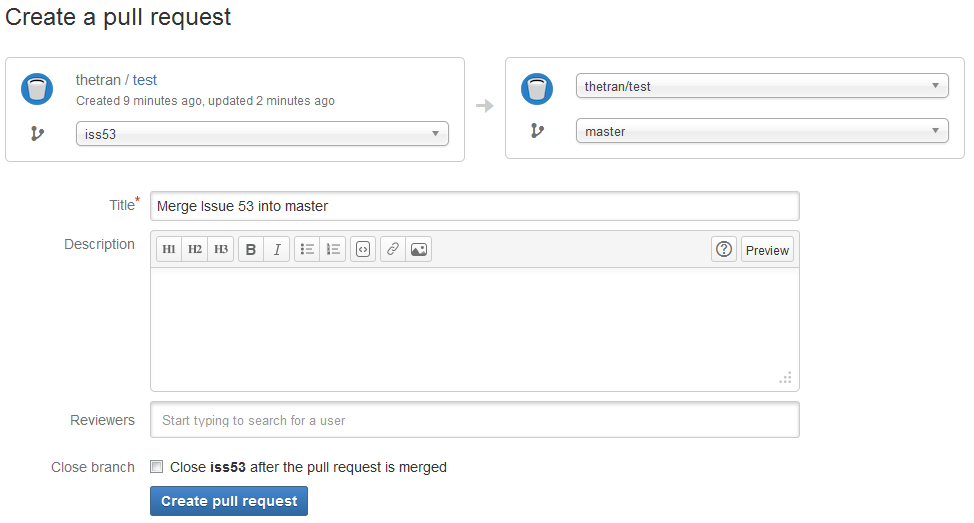 Create a pull request
thetran / test
Created 9 minutes ago, updated 2 minutes ago
iss53
thetran/test
master
Title*
Merge Issue 53 into master
Description
H1 H2 H3 B I
Preview
Reviewers
Start typing to search for a user
Close branch
Close iss53 after the pull request is merged
Create pull request